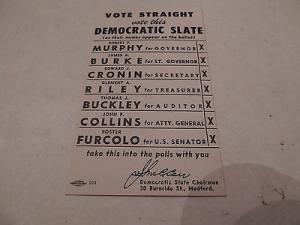 VOTE STRAIGHT
vote this
DEMOCRATIC SLATE
(as their names appear on the ballot)
ROBERT F.
MURPHY for GOVERNOR X
JAMES A.
BURKE for LT. GOVERNOR X
EDWARD J.
CRONIN for SECRETARY X
CLEMENT A.
RILEY for TREASURER X
THOMAS J.
BUCKLEY for AUDITOR X
JOHN F.
COLLINS for ATTY. GENERAL X
FOSTER
FURCOLO for U.S. SENATOR X
take this into the polls with you
Democratic State Chairman
20 Burnside St., Medford.